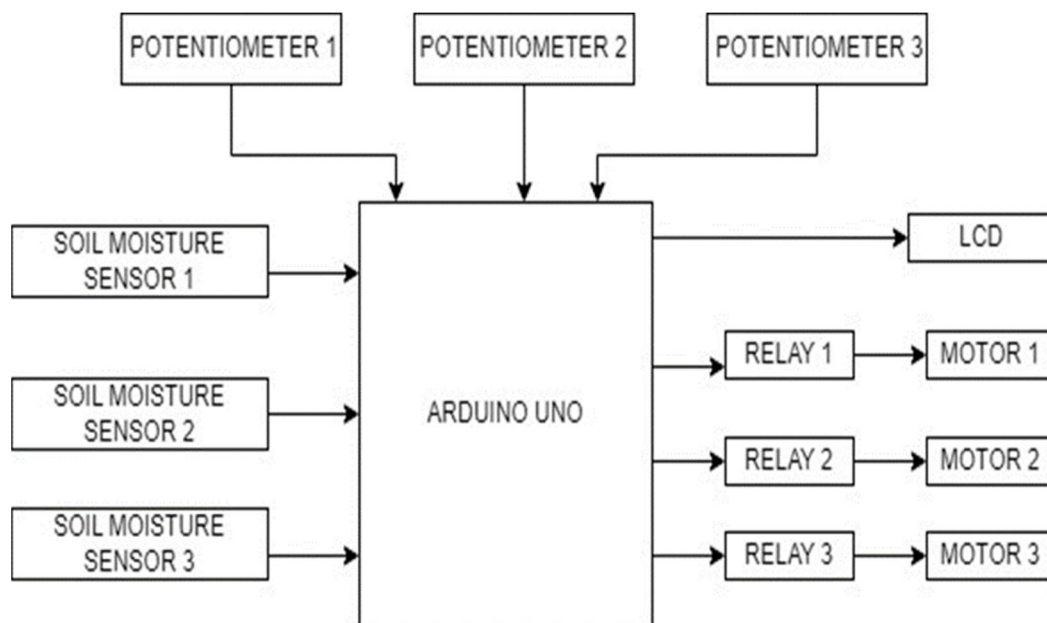 POTENTIOMETER 1
POTENTIOMETER 2
POTENTIOMETER 3
SOIL MOISTURE
SENSOR 1
SOIL MOISTURE
SENSOR 2
SOIL MOISTURE
SENSOR 3
ARDUINO UNO
LCD
RELAY 1
MOTOR 1
RELAY 2
MOTOR 2
RELAY 3
MOTOR 3